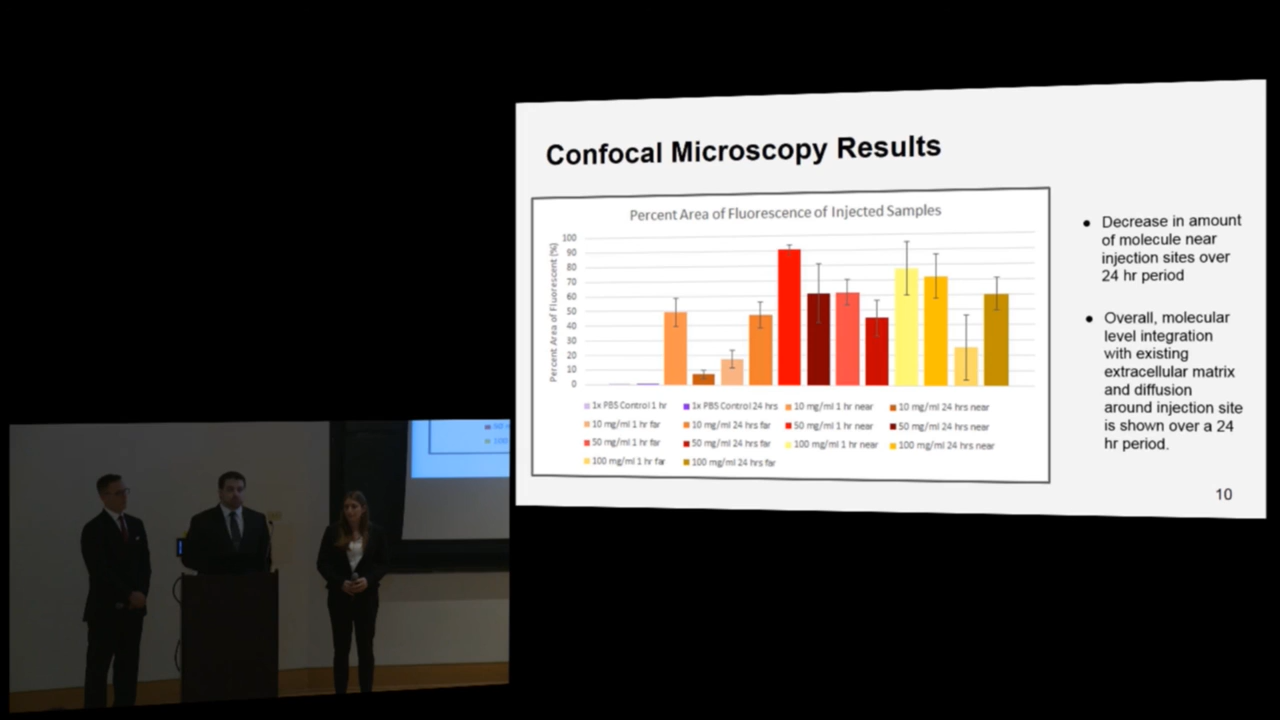 Confocal Microscopy Results
Percent Area of Fluorescence of Injected Samples
Percent Area of Fluorescent (%)
100
90
80
70
60
50
40
30
20
10
0
1x PBS Control 1 hr
1x PBS Control 24 hrs
10 mg/ml 1 hr near
10 mg/ml 24 hrs near
10 mg/ml 1 hr far
10 mg/ml 24 hrs far
50 mg/ml 1 hr near
50 mg/ml 24 hrs near
50 mg/ml 1 hr far
50 mg/ml 24 hrs far
100 mg/ml 1 hr near
100 mg/ml 24 hrs near
100 mg/ml 1 hr far
100 mg/ml 24 hrs far
● Decrease in amount
of molecule near
injection sites over
24 hr period
● Overall, molecular
level integration
with existing
extracellular matrix
and diffusion
around injection site
is shown over a 24
hr period.
10